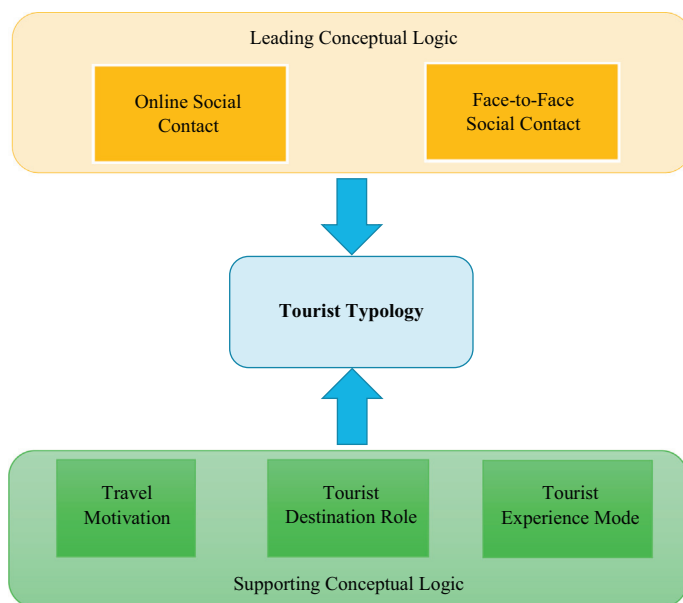 Leading Conceptual Logic
Online Social
Contact
Face-to-Face
Social Contact
Tourist Typology
Travel
Motivation
Tourist
Destination Role
Tourist
Experience Mode
Supporting Conceptual Logic